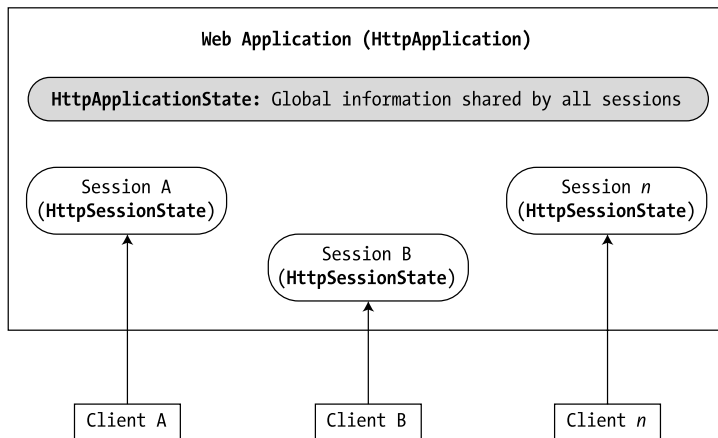 Web Application (HttpApplication)
HttpApplicationState: Global information shared by all sessions
Session A
(HttpSessionState)
Session n
(HttpSessionState)
Session B
(HttpSessionState)
Client A
Client B
Client n